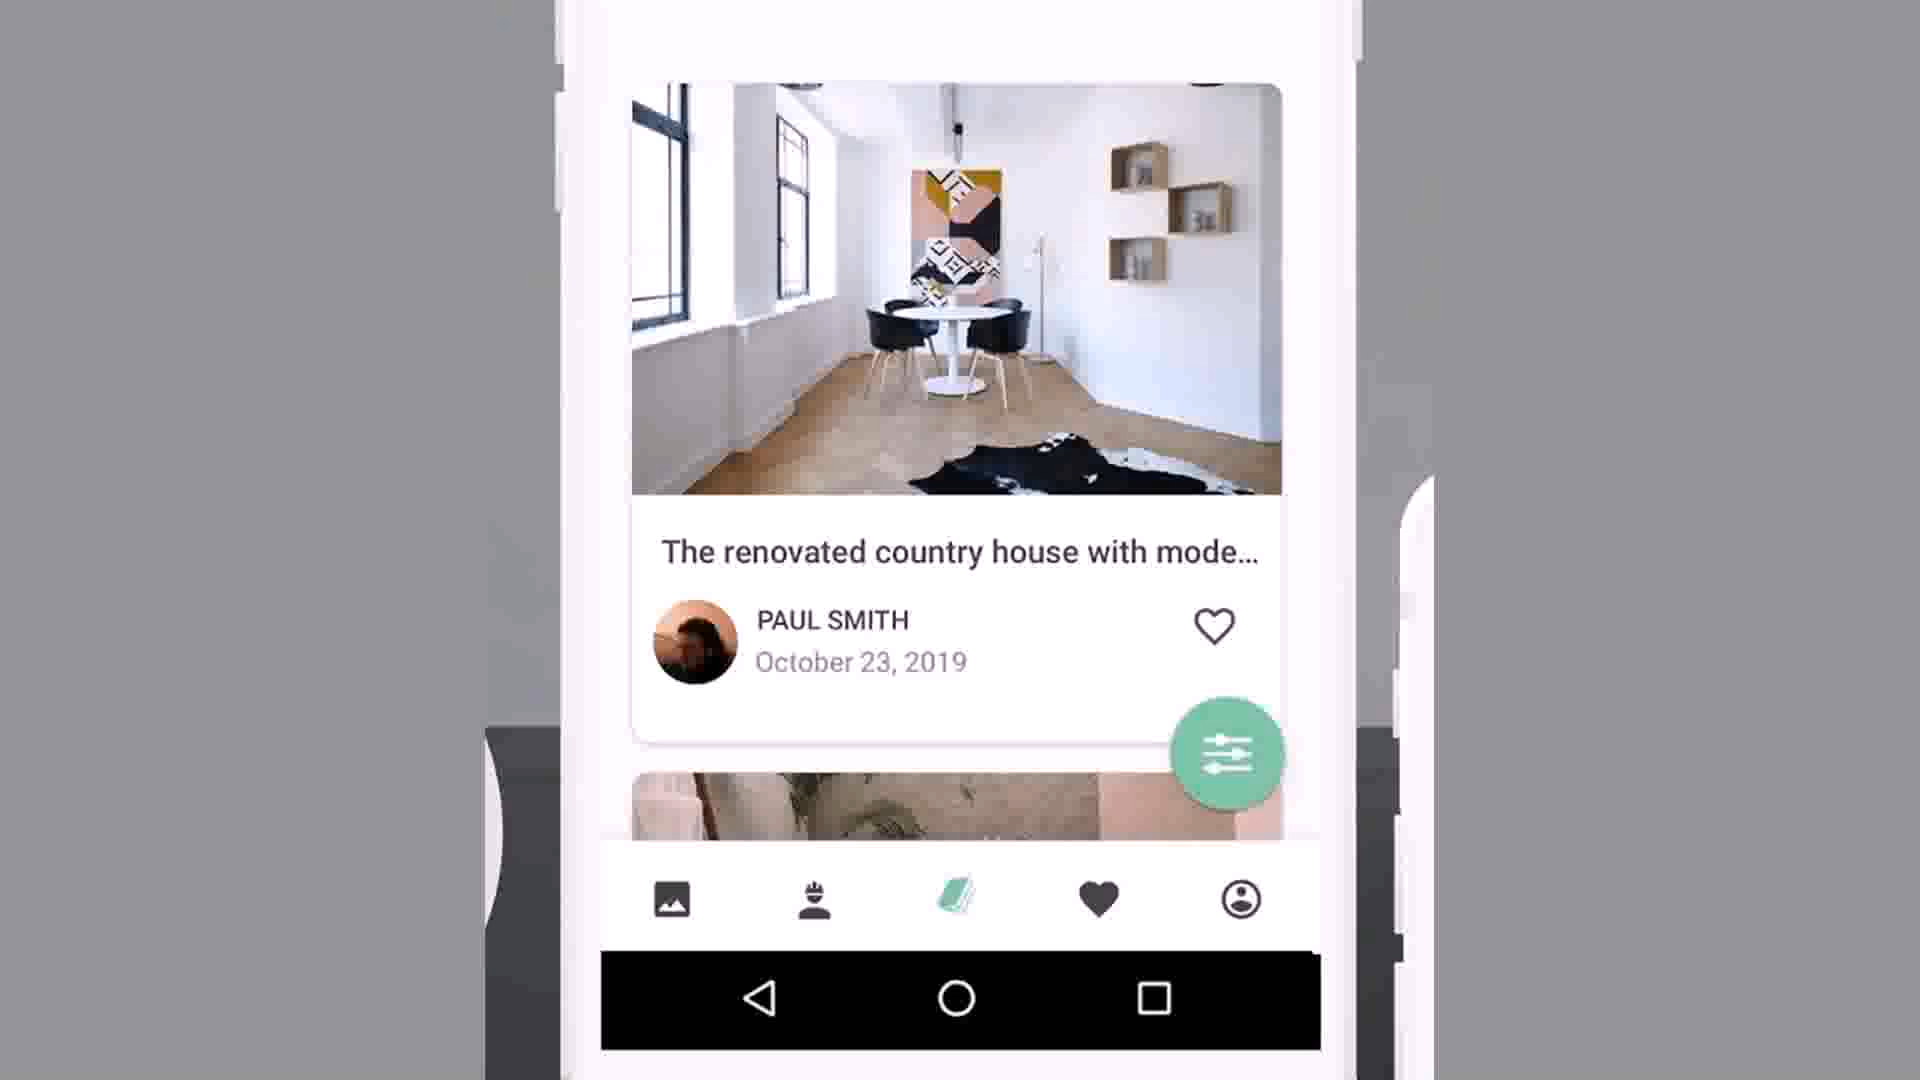 The renovated country house with mode...
PAUL SMITH
October 23, 2019